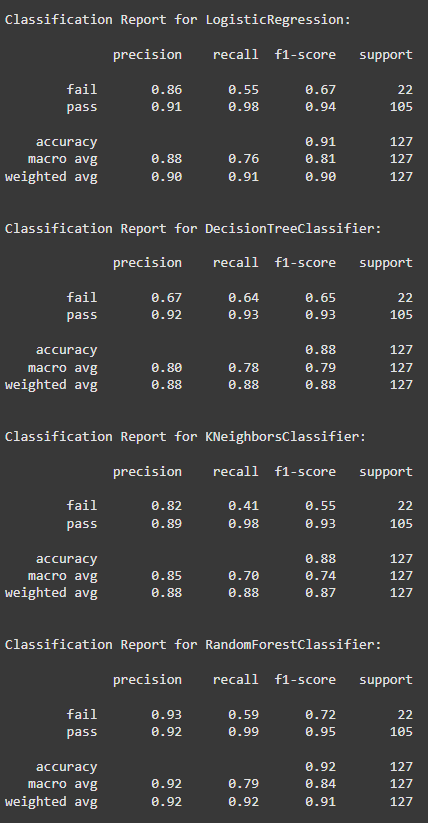 Classification Report for LogisticRegression:
precision recall f1-score support
fail 0.86 0.55 0.67 22
pass 0.91 0.98 0.94 105
accuracy 0.91 127
macro avg 0.88 0.76 0.81 127
weighted avg 0.90 0.91 0.90 127
Classification Report for DecisionTreeClassifier:
precision recall f1-score support
fail 0.67 0.64 0.65 22
pass 0.92 0.93 0.93 105
accuracy 0.88 127
macro avg 0.80 0.78 0.79 127
weighted avg 0.88 0.88 0.88 127
Classification Report for KNeighborsClassifier:
precision recall f1-score support
fail 0.82 0.41 0.55 22
pass 0.89 0.98 0.93 105
accuracy 0.88 127
macro avg 0.85 0.70 0.74 127
weighted avg 0.88 0.88 0.87 127
Classification Report for RandomForestClassifier:
precision recall f1-score support
fail 0.93 0.59 0.72 22
pass 0.92 0.99 0.95 105
accuracy 0.92 127
macro avg 0.92 0.79 0.84 127
weighted avg 0.92 0.92 0.91 127